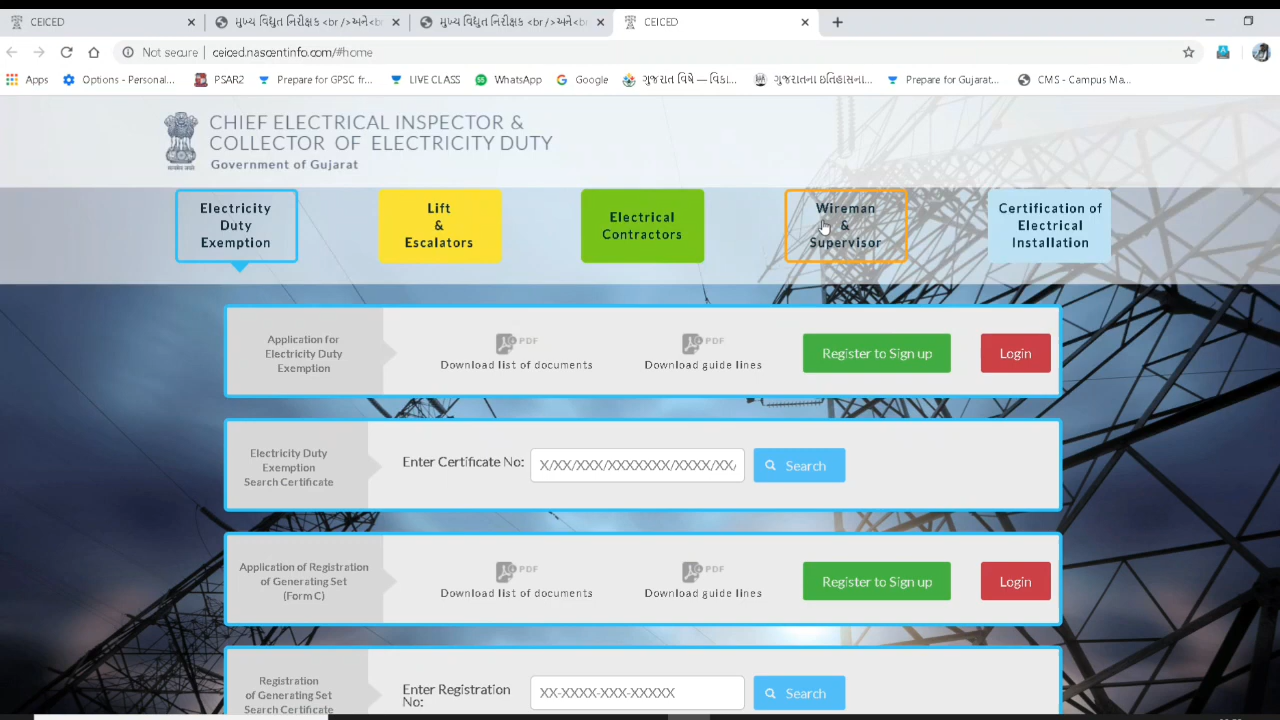 CEICED
મુખ્ય વિદ્યુત નિરીક્ષક <br />અને<br
મુખ્ય વિદ્યુત નિરીક્ષક <br />અને<br
CEICED
Not secure | ceiced.nascentinfo.com/#home
Apps
Options - Personal...
PSAR2
Prepare for GPSC fr...
LIVE CLASS
WhatsApp
Google
ગુજરાત વિષે — વિકા...
ગુજરાતના ઇતિહાસના...
Prepare for Gujarat...
CMS - Campus Ma...
CHIEF ELECTRICAL INSPECTOR &
COLLECTOR OF ELECTRICITY DUTY
Government of Gujarat
Electricity
Duty
Exemption
Lift
&
Escalators
Electrical
Contractors
Wireman
&
Supervisor
Certification of
Electrical
Installation
Application for
Electricity Duty
Exemption
PDF
Download list of documents
PDF
Download guide lines
Register to Sign up
Login
Electricity Duty
Exemption
Search Certificate
Enter Certificate No:
X/XX/XXX/XXXXXXX/XXXX/XX/
Search
Application of Registration
of Generating Set
(Form C)
PDF
Download list of documents
PDF
Download guide lines
Register to Sign up
Login
Registration
of Generating Set
Search Certificate
Enter Registration
No:
XX-XXXX-XXX-XXXXX
Search